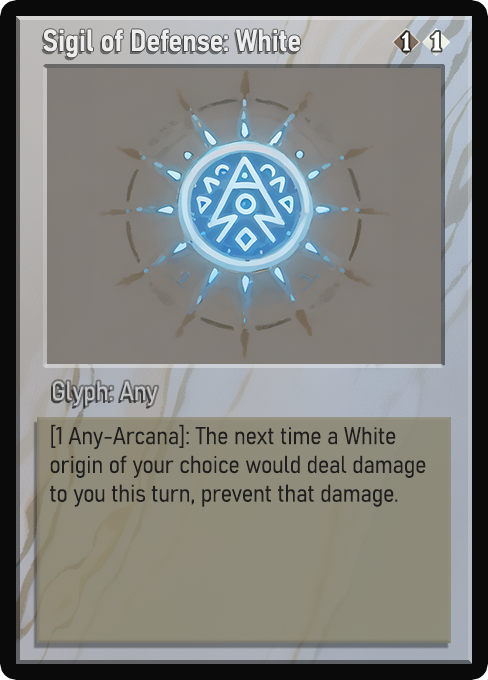 Sigil of Defense: White 1 1
Glyph: Any
[1 Any-Arcana]: The next time a White
origin of your choice would deal damage
to you this turn, prevent that damage.